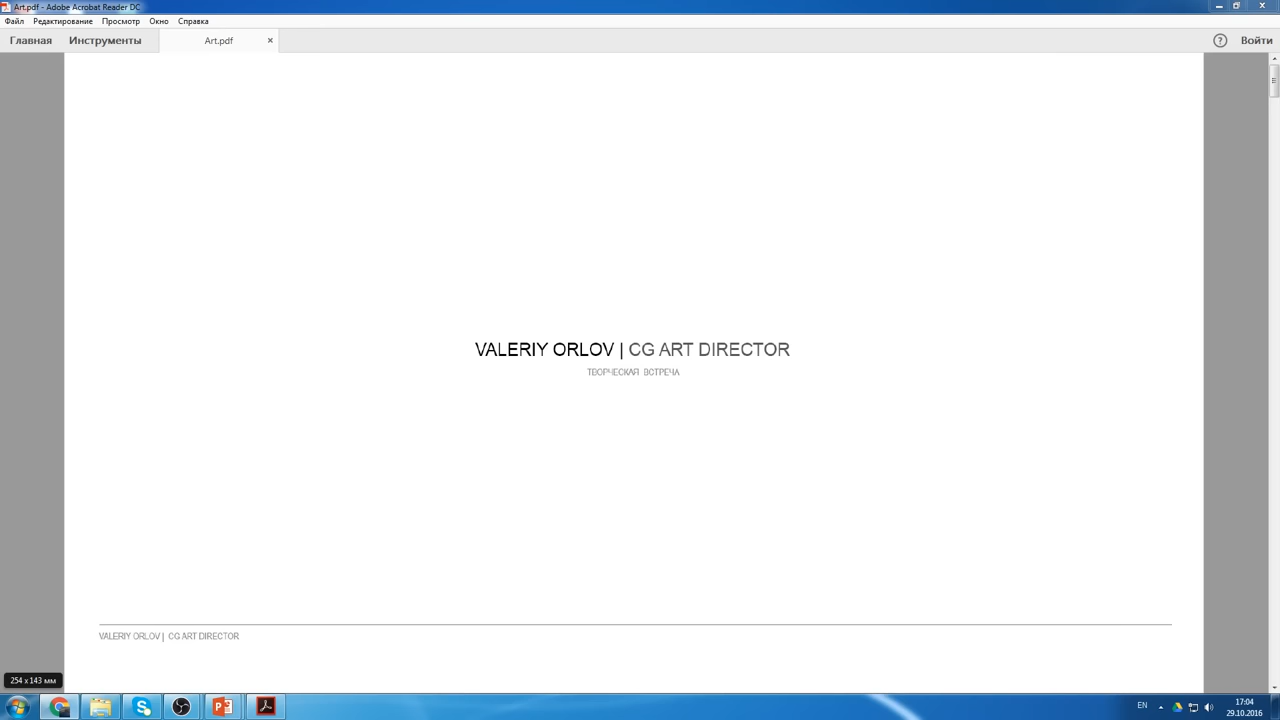 Art.pdf - Adobe Acrobat Reader DC
Файл Редактирование Просмотр Окно Справка
Главная Инструменты Art.pdf × ? Войти
VALERIY ORLOV | CG ART DIRECTOR
ТВОРЧЕСКАЯ ВСТРЕЧА
VALERIY ORLOV | CG ART DIRECTOR
254 x 143 мм
EN 17:04
29.10.2016